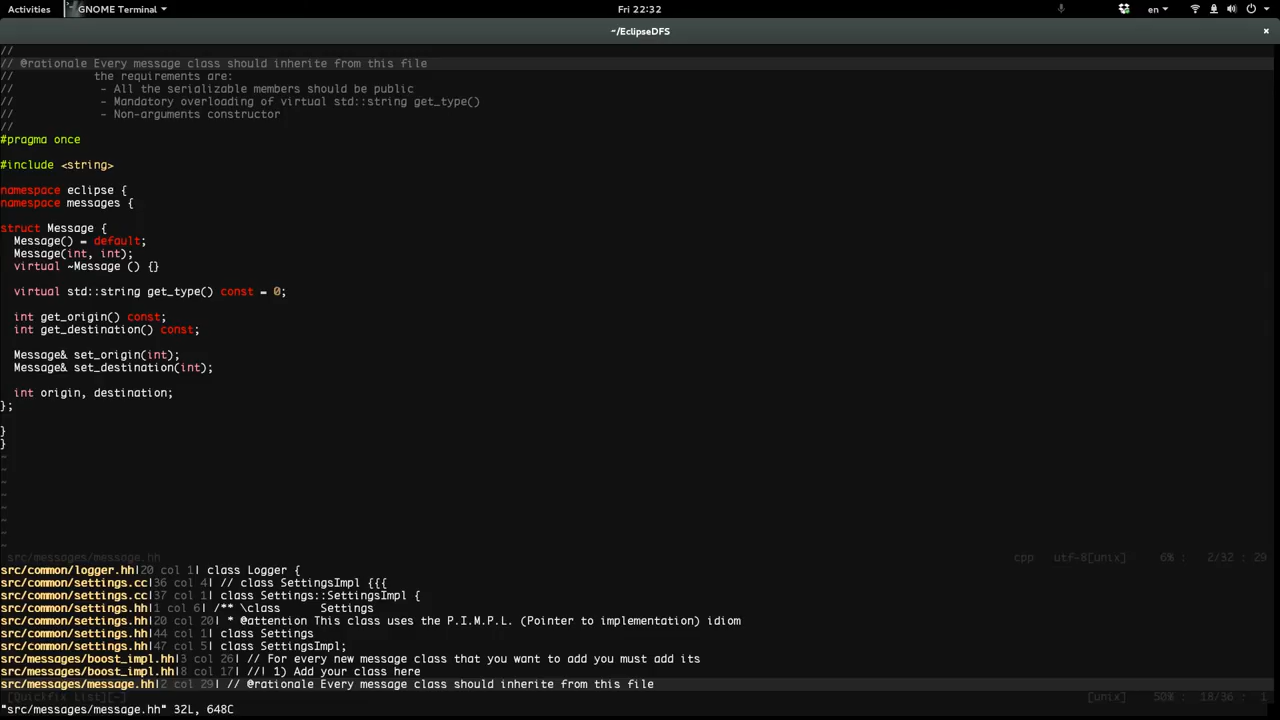 Activities GNOME Terminal Fri 22:32 en
~/EclipseDFS ×
//
// @rationale Every message class should inherite from this file
//            the requirements are:
//             - All the serializable members should be public
//             - Mandatory overloading of virtual std::string get_type()
//             - Non-arguments constructor
//
#pragma once
#include <string>
namespace eclipse {
namespace messages {
struct Message {
  Message() = default;
  Message(int, int);
  virtual ~Message () {}
  virtual std::string get_type() const = 0;
  int get_origin() const;
  int get_destination() const;
  Message& set_origin(int);
  Message& set_destination(int);
  int origin, destination;
};
}
}
~
~
~
~
~
~
~
~
src/messages/message.hh cpp utf-8[unix] 6% : 2/32 : 29
src/common/logger.hh|20 col 1| class Logger {
src/common/settings.cc|36 col 4| // class SettingsImpl {{{
src/common/settings.cc|37 col 1| class Settings::SettingsImpl {
src/common/settings.hh|1 col 6| /** \class      Settings
src/common/settings.hh|20 col 20| * @attention This class uses the P.I.M.P.L. (Pointer to implementation) idiom
src/common/settings.hh|44 col 1| class Settings
src/common/settings.hh|47 col 5| class SettingsImpl;
src/messages/boost_impl.hh|3 col 26| // For every new message class that you want to add you must add its
src/messages/boost_impl.hh|8 col 17| //! 1) Add your class here
src/messages/message.hh|2 col 29| // @rationale Every message class should inherite from this file
[Quickfix List][-] [unix] 50% : 18/36 : 1
"src/messages/message.hh" 32L, 648C